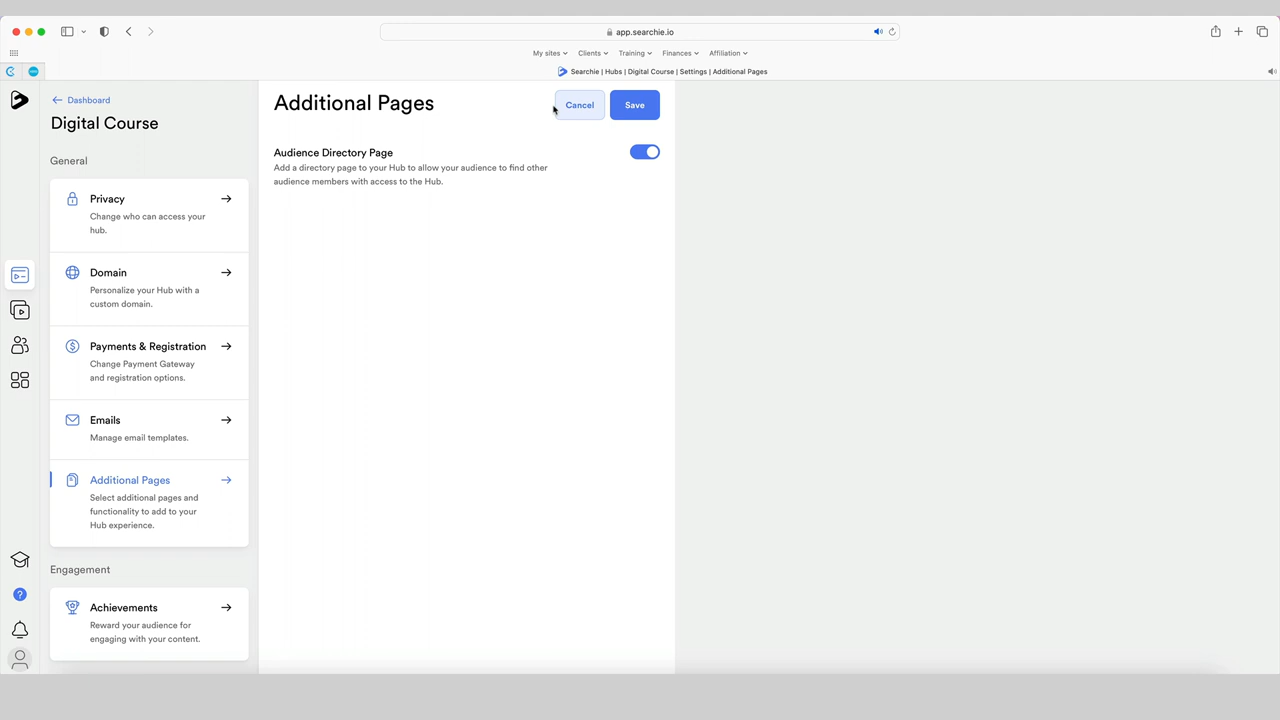 app.searchie.io
My sites
Clients
Training
Finances
Affiliation
Searchie | Hubs | Digital Course | Settings | Additional Pages
Dashboard
Digital Course
General
Privacy
Change who can access your
hub.
Domain
Personalize your Hub with a
custom domain.
Payments & Registration
Change Payment Gateway
and registration options.
Emails
Manage email templates.
Additional Pages
Select additional pages and
functionality to add to your
Hub experience.
Engagement
Achievements
Reward your audience for
engaging with your content.
Additional Pages
Cancel
Save
Audience Directory Page
Add a directory page to your Hub to allow your audience to find other
audience members with access to the Hub.